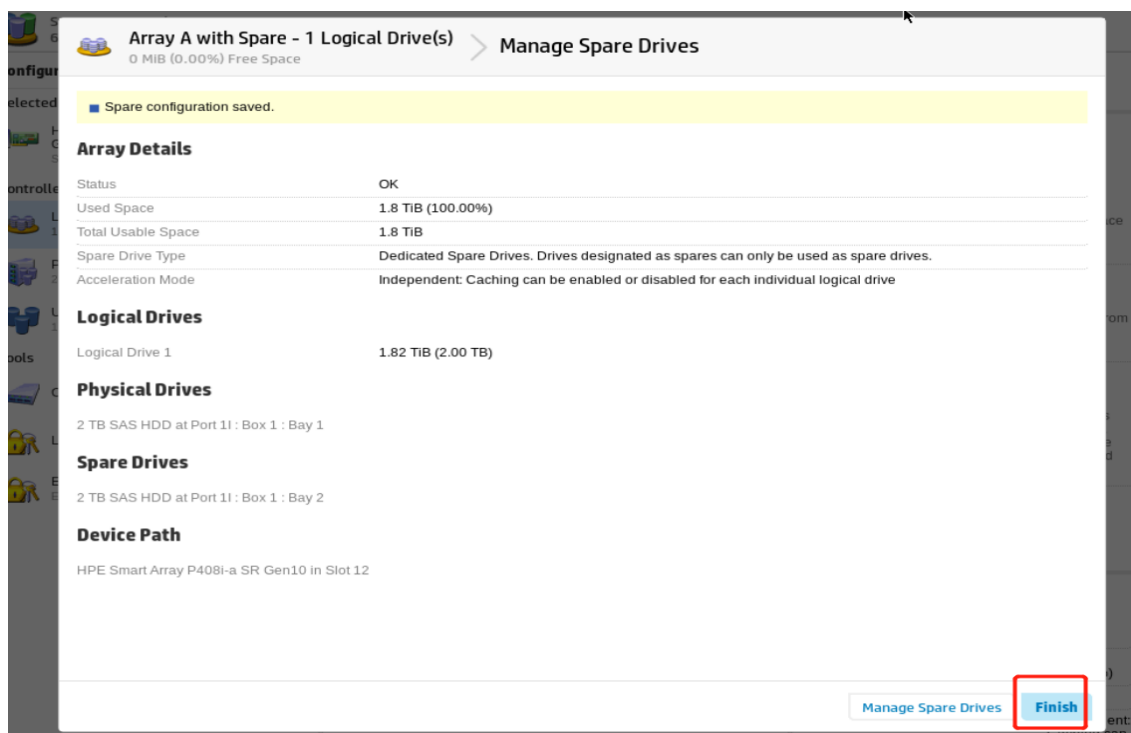 Array A with Spare - 1 Logical Drive(s)
0 MiB (0.00%) Free Space
Manage Spare Drives
Spare configuration saved.
Array Details
Status OK
Used Space 1.8 TiB (100.00%)
Total Usable Space 1.8 TiB
Spare Drive Type Dedicated Spare Drives. Drives designated as spares can only be used as spare drives.
Acceleration Mode Independent: Caching can be enabled or disabled for each individual logical drive
Logical Drives
Logical Drive 1 1.82 TiB (2.00 TB)
Physical Drives
2 TB SAS HDD at Port 1I : Box 1 : Bay 1
Spare Drives
2 TB SAS HDD at Port 1I : Box 1 : Bay 2
Device Path
HPE Smart Array P408i-a SR Gen10 in Slot 12
Manage Spare Drives
Finish